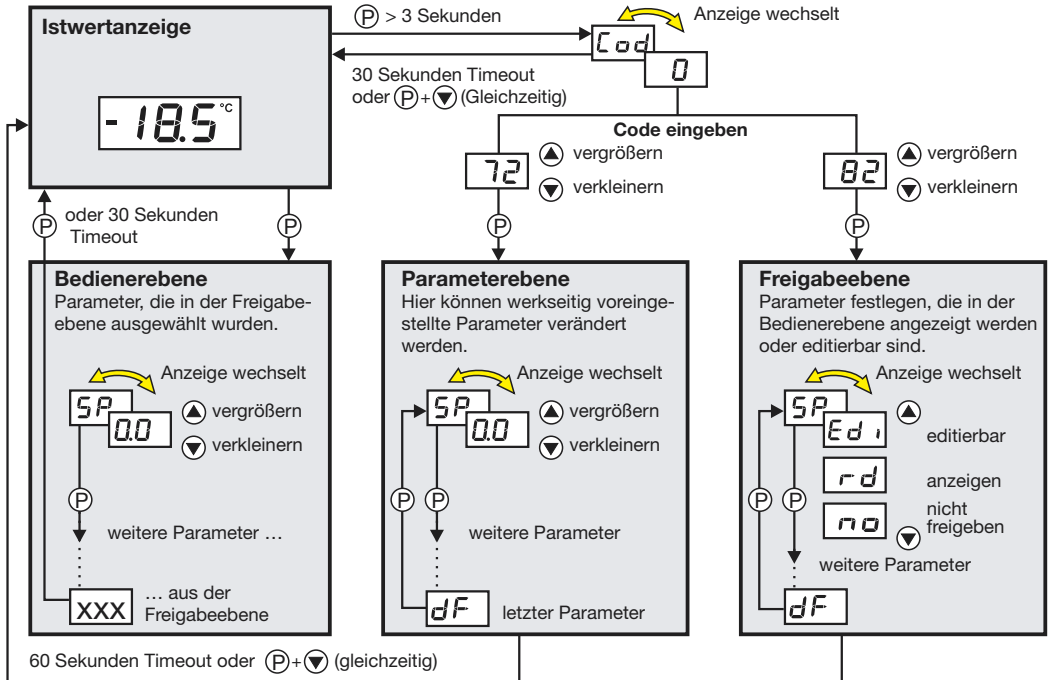 Istwertanzeige
-18.5 °C
P > 3 Sekunden
Cod
0
Anzeige wechselt
30 Sekunden Timeout
oder P+▼(Gleichzeitig)
Code eingeben
72
▲ vergrößern
▼ verkleinern
P
82
▲ vergrößern
▼ verkleinern
P
P oder 30 Sekunden
Timeout
P
Bedienerebene
Parameter, die in der Freigabe-
ebene ausgewählt wurden.
Anzeige wechselt
SP
0.0
▲ vergrößern
▼ verkleinern
P
weitere Parameter …
xxx
… aus der
Freigabeebene
Parameterebene
Hier können werkseitig voreinge-
stellte Parameter verändert
werden.
Anzeige wechselt
SP
0.0
▲ vergrößern
▼ verkleinern
P P
weitere Parameter
dF
letzter Parameter
Freigabeebene
Parameter festlegen, die in der
Bedienerebene angezeigt werden
oder editierbar sind.
Anzeige wechselt
SP
Edi
▲
editierbar
rd
anzeigen
no
nicht
freigeben
▼
P P
weitere Parameter
dF
60 Sekunden Timeout oder P+▼ (gleichzeitig)